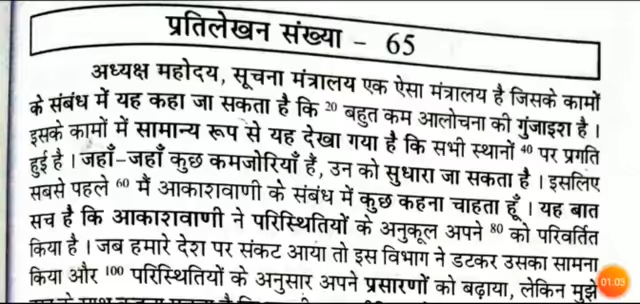 प्रतिलेखन संख्या - 65
अध्यक्ष महोदय, सूचना मंत्रालय एक ऐसा मंत्रालय है जिसके कामों
के संबंध में यह कहा जा सकता है कि 20 बहुत कम आलोचना की गुंजाइश है ।
इसके कामों में सामान्य रूप से यह देखा गया है कि सभी स्थानों 40 पर प्रगति
हुई है । जहाँ-जहाँ कुछ कमजोरियाँ हैं, उन को सुधारा जा सकता है । इसलिए
सबसे पहले 60 मैं आकाशवाणी के संबंध में कुछ कहना चाहता हूँ । यह बात
सच है कि आकाशवाणी ने परिस्थितियों के अनुकूल अपने 80 को परिवर्तित
किया है । जब हमारे देश पर संकट आया तो इस विभाग ने डटकर उसका सामना
किया और 100 परिस्थितियों के अनुसार अपने प्रसारणों को बढ़ाया, लेकिन मुझे
01:03